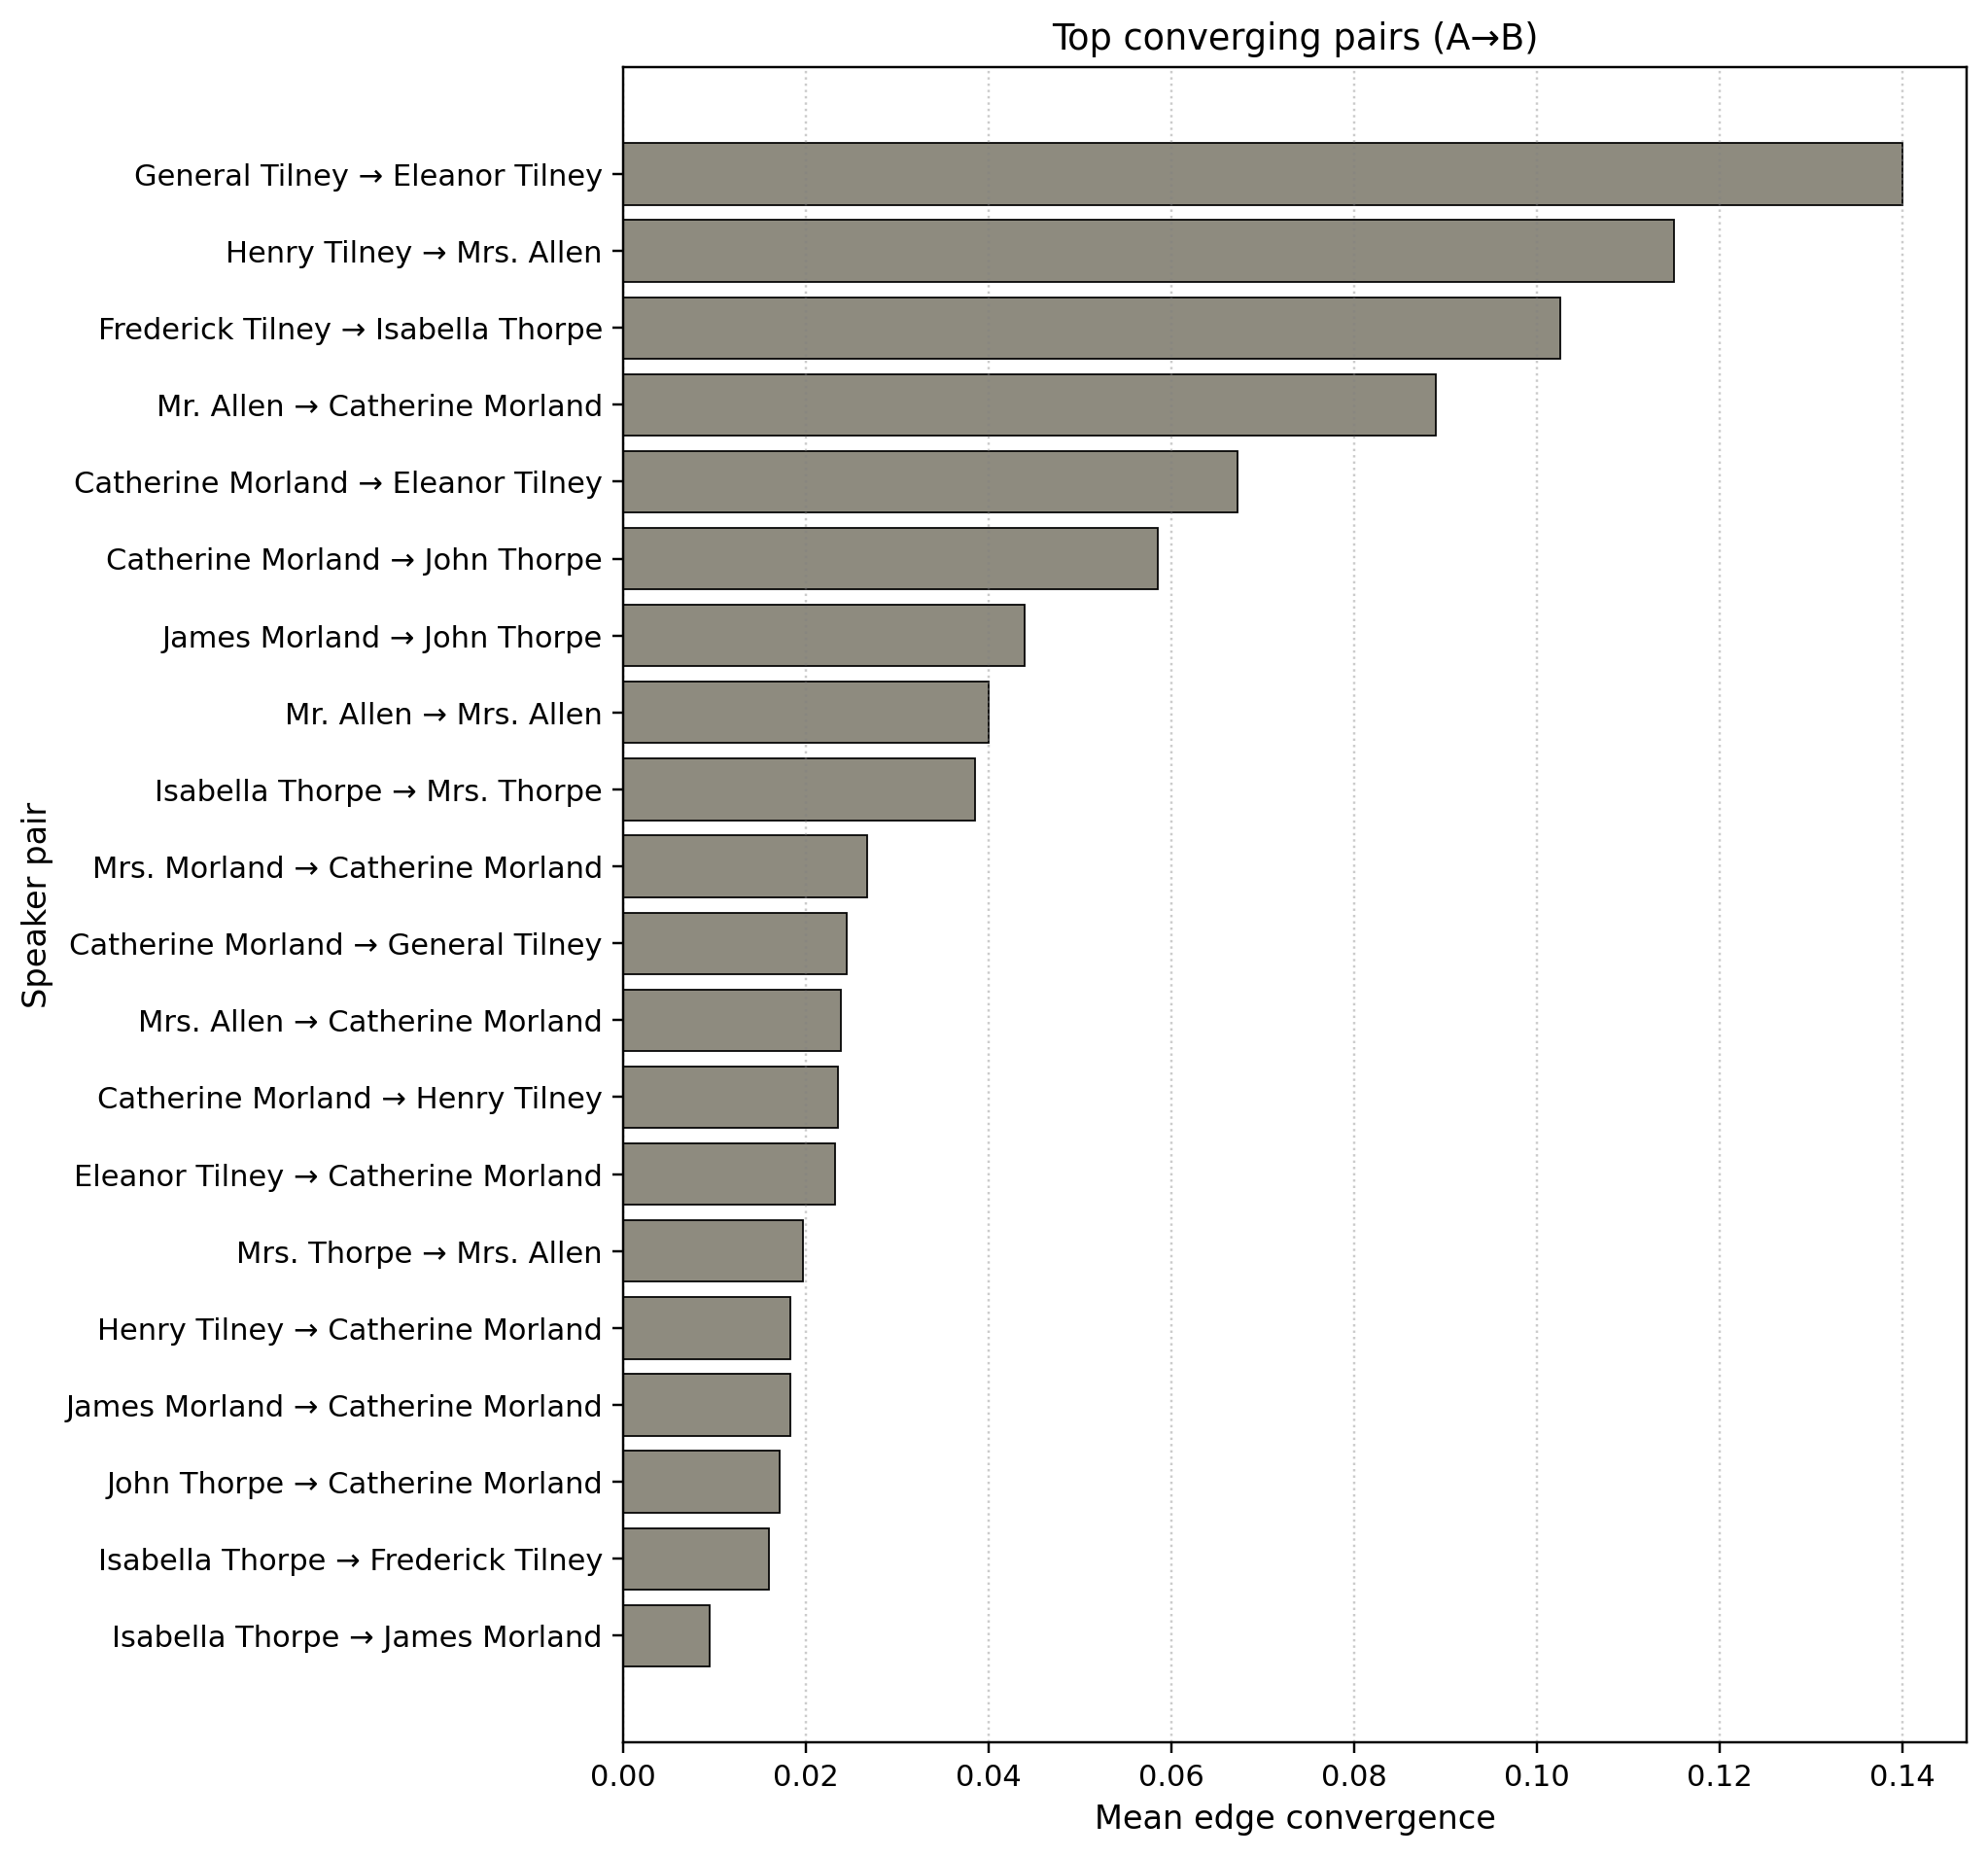 Top converging pairs (A→B)
General Tilney → Eleanor Tilney
Henry Tilney → Mrs. Allen
Frederick Tilney → Isabella Thorpe
Mr. Allen → Catherine Morland
Catherine Morland → Eleanor Tilney
Catherine Morland → John Thorpe
James Morland → John Thorpe
Mr. Allen → Mrs. Allen
Isabella Thorpe → Mrs. Thorpe
Mrs. Morland → Catherine Morland
Catherine Morland → General Tilney
Mrs. Allen → Catherine Morland
Catherine Morland → Henry Tilney
Eleanor Tilney → Catherine Morland
Mrs. Thorpe → Mrs. Allen
Henry Tilney → Catherine Morland
James Morland → Catherine Morland
John Thorpe → Catherine Morland
Isabella Thorpe → Frederick Tilney
Isabella Thorpe → James Morland
Speaker pair
0.00 0.02 0.04 0.06 0.08 0.10 0.12 0.14
Mean edge convergence